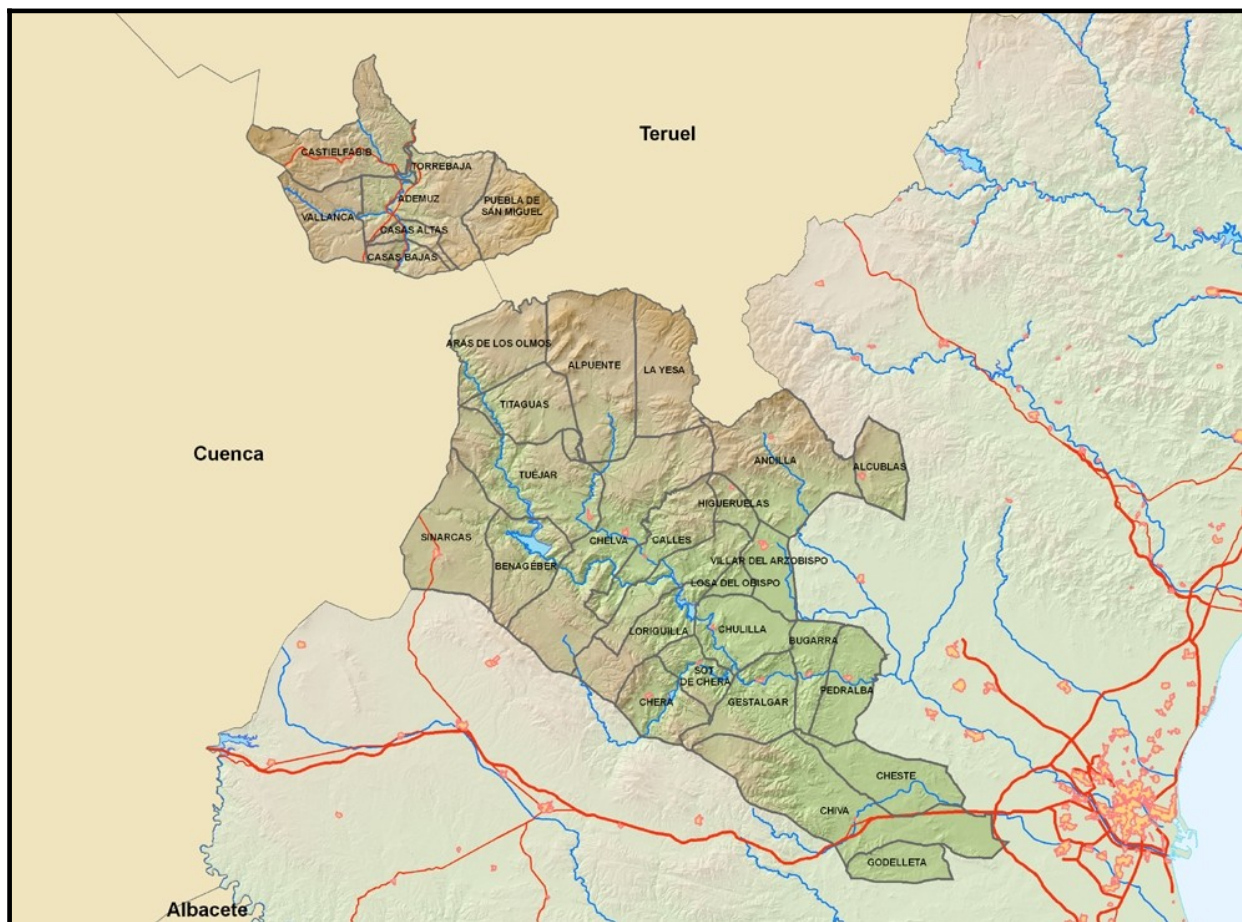 Teruel
CASTIELFABIB
TORREBAJA
ADEMUZ
PUEBLA DE
SAN MIGUEL
VALLANCA
CASAS ALTAS
CASAS BAJAS
ARAS DE LOS OLMOS
ALPUENTE
LA YESA
TITAGUAS
Cuenca
ANDILLA
ALCUBLAS
TUÉJAR
HIGUERUELAS
SINARCAS
CHELVA
CALLES
BENAGÉBER
VILLAR DEL ARZOBISPO
LOSA DEL OBISPO
LORIGUILLA
CHULILLA
BUGARRA
SOT
DE CHERA
PEDRALBA
CHERA
GESTALGAR
CHESTE
CHIVA
GODELLETA
Albacete